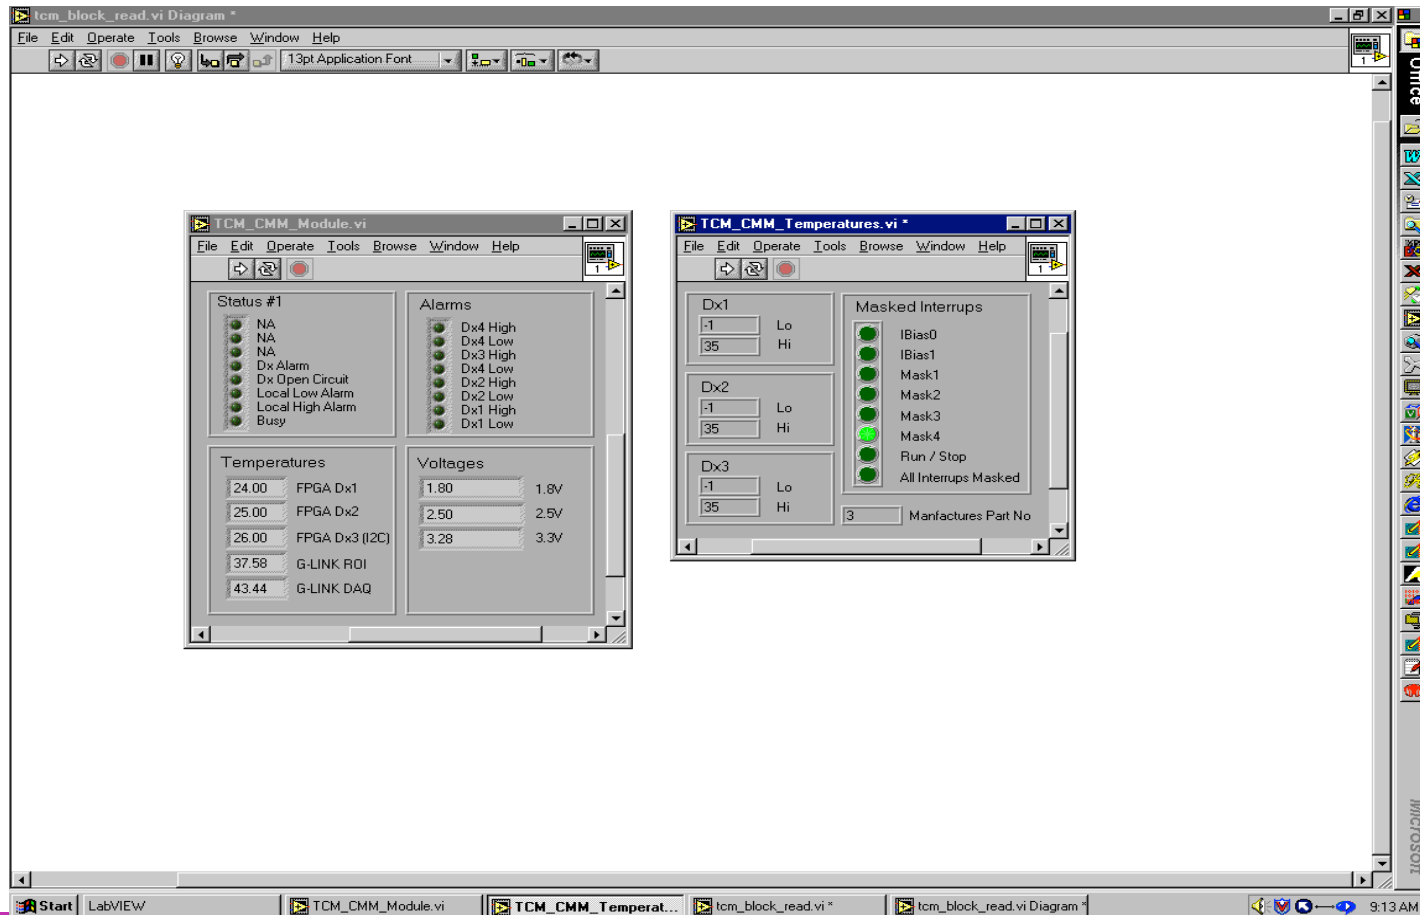 tcm_block_read.vi Diagram *
File Edit Operate Tools Browse Window Help
13pt Application Font
1
Office
TCM_CMM_Module.vi
File Edit Operate Tools Browse Window Help
1
Status #1
NA
NA
NA
Dx Alarm
Dx Open Circuit
Local Low Alarm
Local High Alarm
Busy
Alarms
Dx4 High
Dx4 Low
Dx3 High
Dx4 Low
Dx2 High
Dx2 Low
Dx1 High
Dx1 Low
Temperatures
24.00 FPGA Dx1
25.00 FPGA Dx2
26.00 FPGA Dx3 (I2C)
37.58 G-LINK ROI
43.44 G-LINK DAQ
Voltages
1.80 1.8V
2.50 2.5V
3.28 3.3V
TCM_CMM_Temperatures.vi *
File Edit Operate Tools Browse Window Help
1
Dx1
-1 Lo
35 Hi
Dx2
-1 Lo
35 Hi
Dx3
-1 Lo
35 Hi
Masked Interrups
IBias0
IBias1
Mask1
Mask2
Mask3
Mask4
Run / Stop
All Interrups Masked
3 Manfactures Part No
Microsoft
Start LabVIEW TCM_CMM_Module.vi TCM_CMM_Temperat... tcm_block_read.vi * tcm_block_read.vi Diagram * 9:13 AM